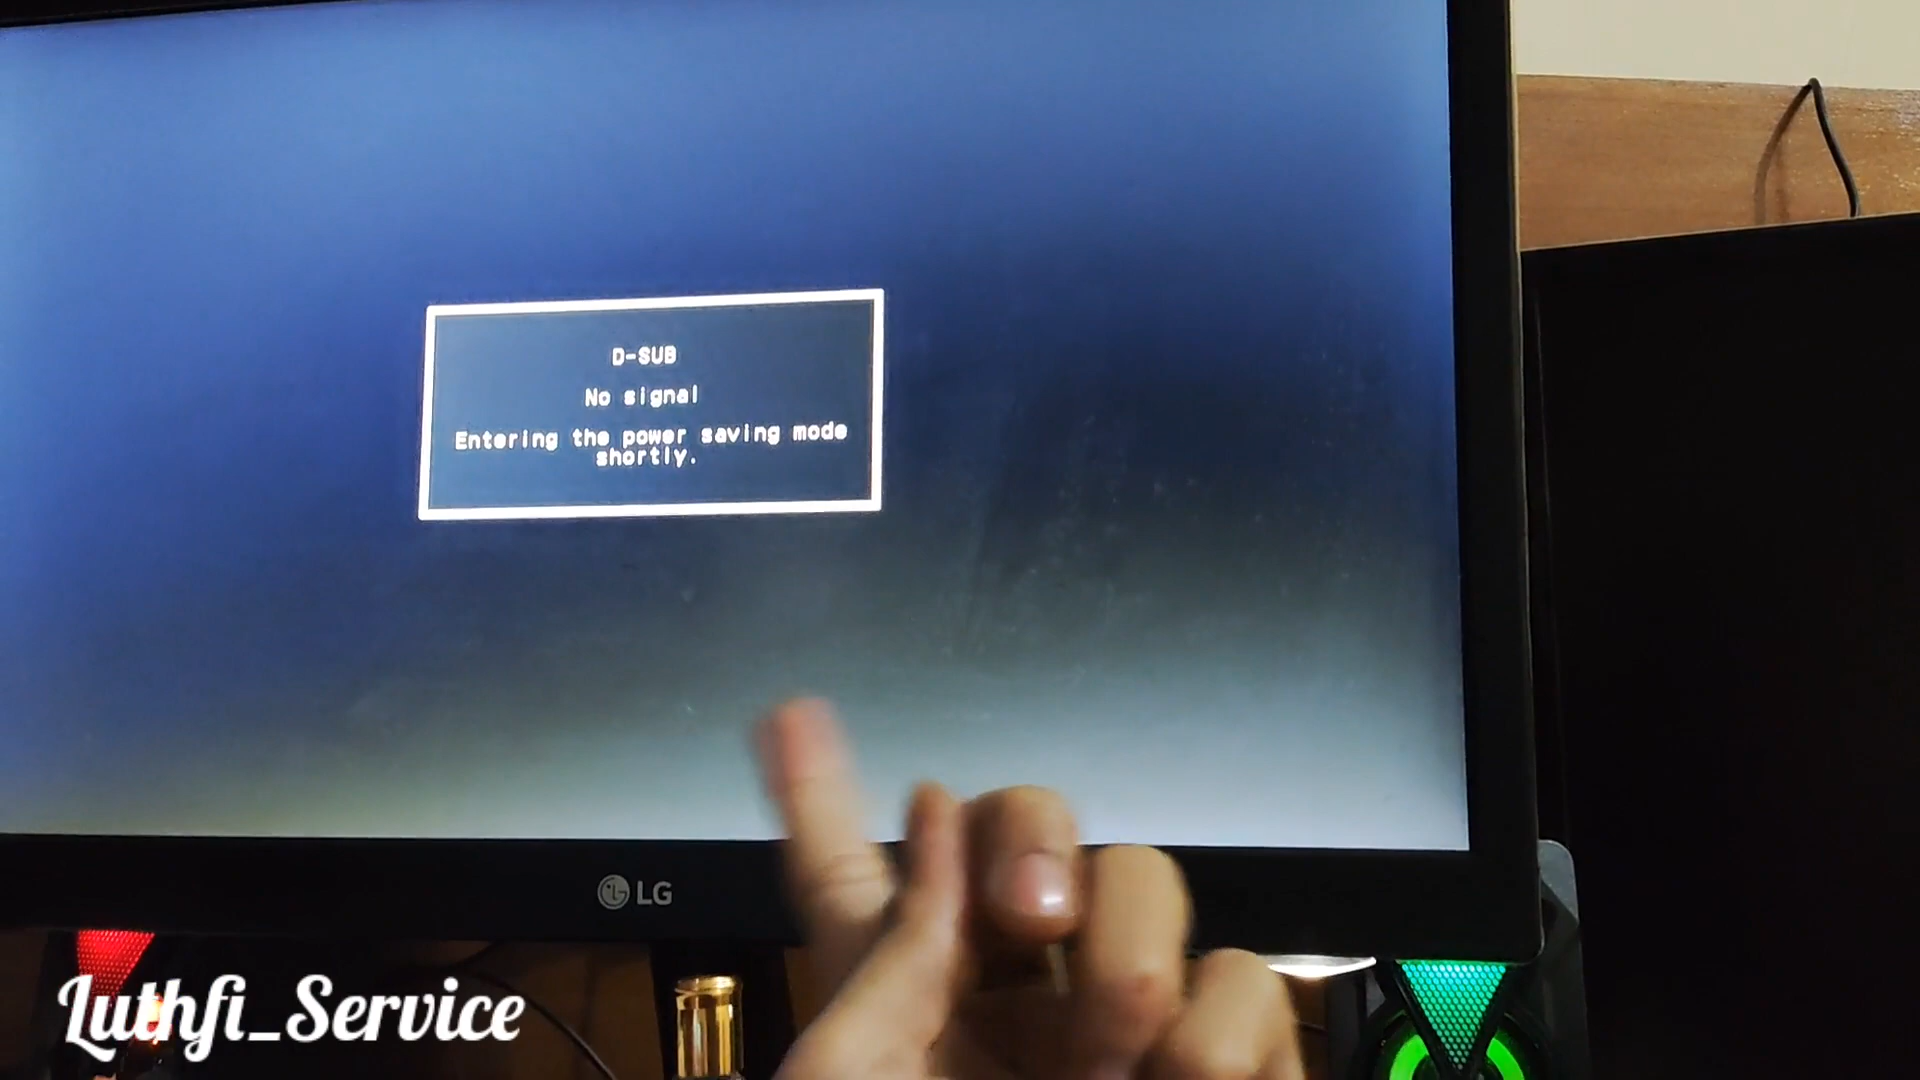 D-SUB
No signal
Entering the power saving mode
shortly.
LG
Luthfi_Service